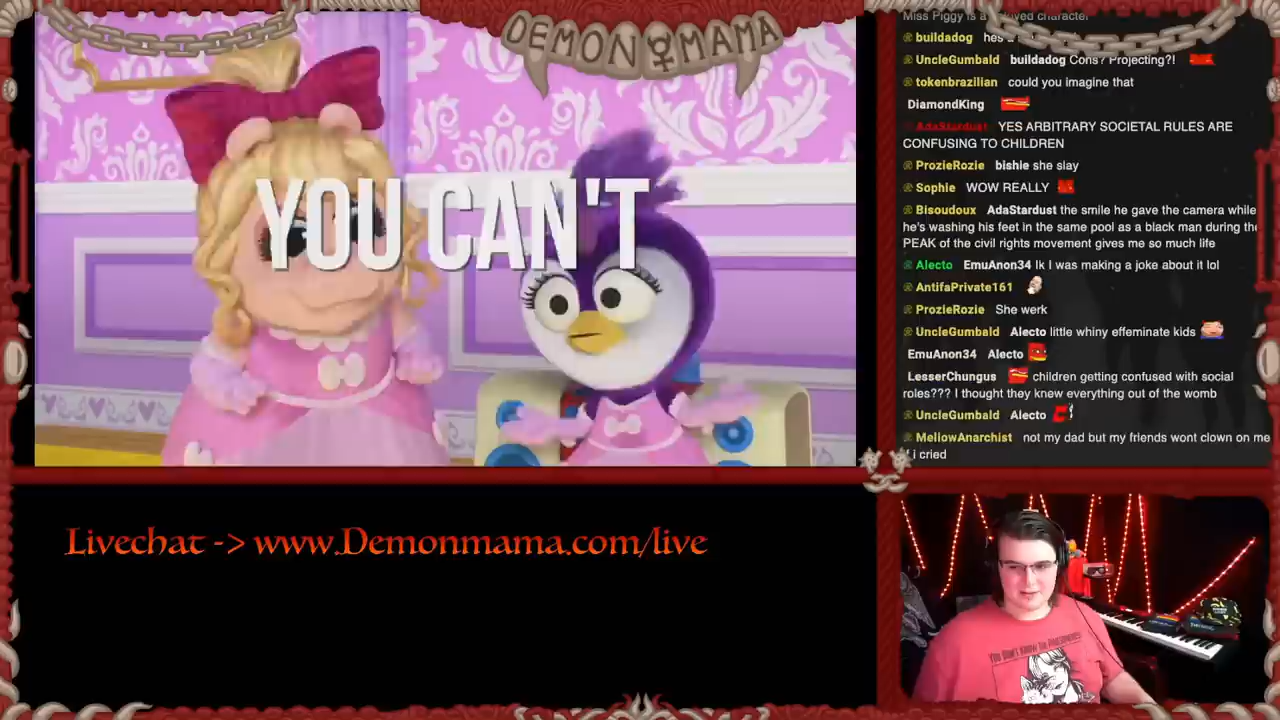 DEMON MAMA
YOU CAN'T
Miss Piggy is a beloved character
buildadog hes a
UncleGumbald buildadog Cons? Projecting?!
tokenbrazilian could you imagine that
DiamondKing
AdaStardust YES ARBITRARY SOCIETAL RULES ARE
CONFUSING TO CHILDREN
ProzieRozie bishie she slay
Sophie WOW REALLY
Bisoudoux AdaStardust the smile he gave the camera while
he's washing his feet in the same pool as a black man during the
PEAK of the civil rights movement gives me so much life
Alecto EmuAnon34 Ik I was making a joke about it lol
AntifaPrivate161
ProzieRozie She werk
UncleGumbald Alecto little whiny effeminate kids
EmuAnon34 Alecto
LesserChungus children getting confused with social
roles??? I thought they knew everything out of the womb
UncleGumbald Alecto
MellowAnarchist not my dad but my friends wont clown on me
if i cried
Livechat -> www.Demonmama.com/live